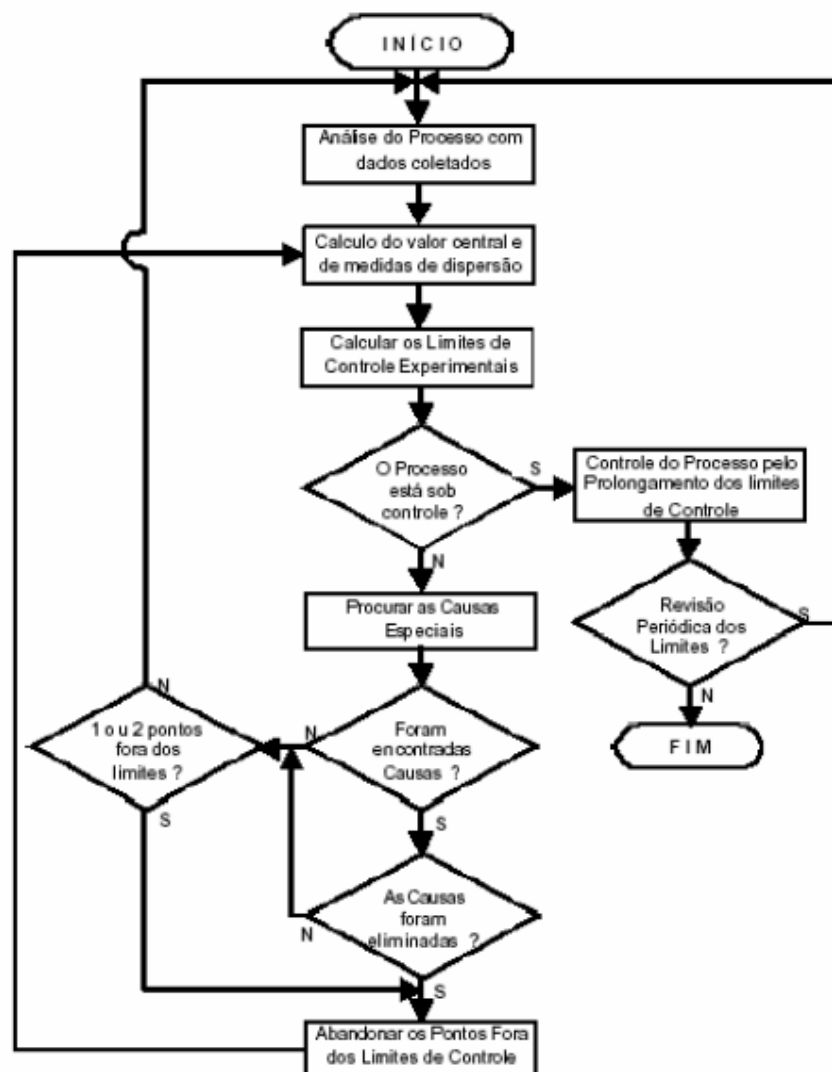 INÍCIO
Análise do Processo com
dados coletados
Calculo do valor central e
de medidas de dispersão
Calcular os Limites de
Controle Experimentais
O Processo
está sob
controle ?
S
N
Controle do Processo pelo
Prolongamento dos limites
de Controle
Revisão
Periódica dos
Limites ?
S
N
FIM
Procurar as Causas
Especiais
Foram
encontradas
Causas ?
N
S
1 o u 2 pontos
fora dos
limites ?
N
S
As Causas
foram
eliminadas ?
N
S
Abandonar os Pontos Fora
dos Limites de Controle